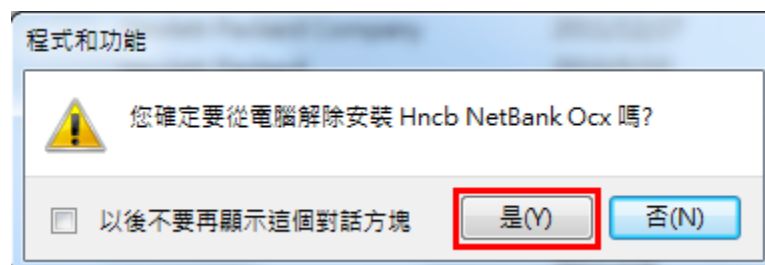 程式和功能
您確定要從電腦解除安裝 Hncb NetBank Ocx 嗎?
以後不要再顯示這個對話方塊
是(Y)
否(N)